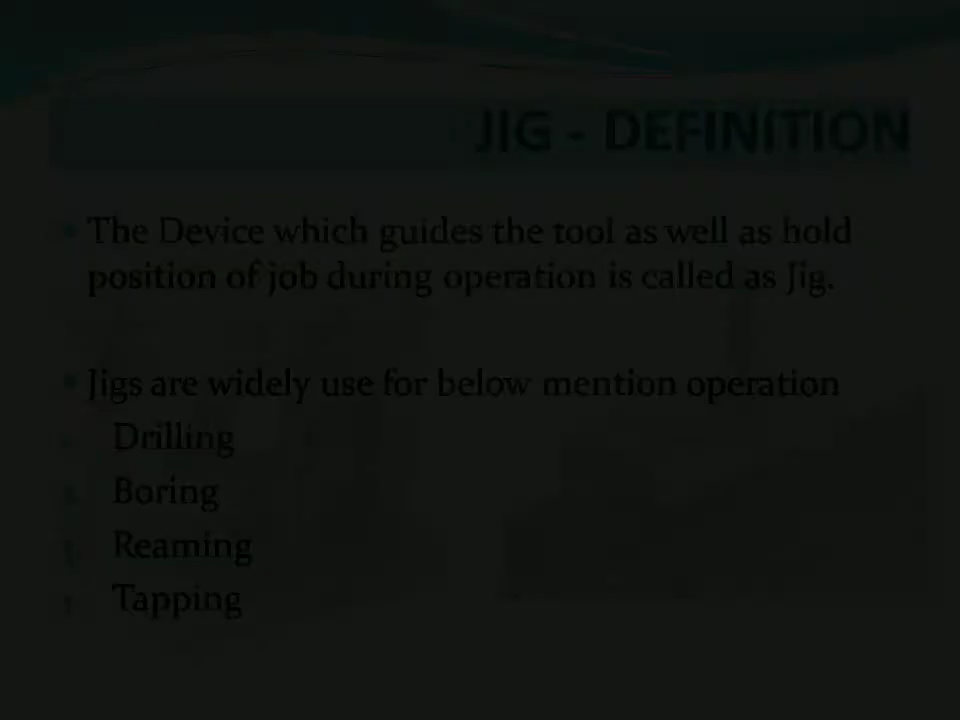 JIG - DEFINITION
The Device which guides the tool as well as hold
position of job during operation is called as Jig.
Jigs are widely use for below mention operation
Drilling
Boring
Reaming
Tapping